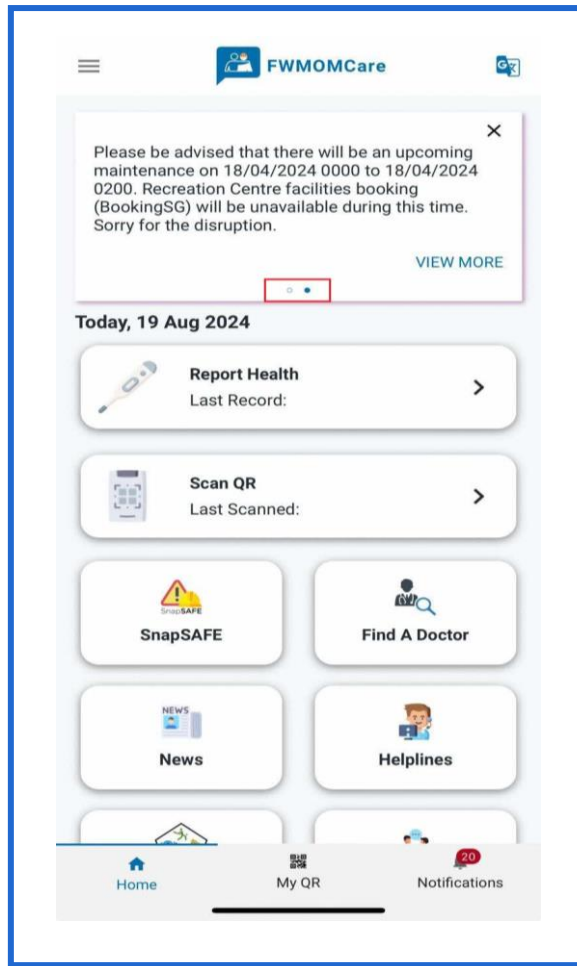 FWMOMCare
Please be advised that there will be an upcoming
maintenance on 18/04/2024 0000 to 18/04/2024
0200. Recreation Centre facilities booking
(BookingSG) will be unavailable during this time.
Sorry for the disruption.
VIEW MORE
Today, 19 Aug 2024
Report Health
Last Record:
Scan QR
Last Scanned:
SnapSAFE
SnapSAFE
Find A Doctor
NEWS
News
Helplines
20
Home
My QR
Notifications